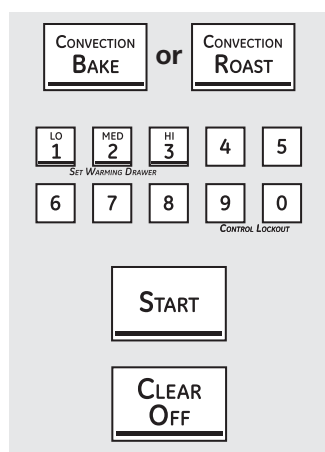 CONVECTION BAKE or CONVECTION ROAST
LO MED HI
1 2 3 4 5
SET WARMING DRAWER
6 7 8 9 0
CONTROL LOCKOUT
START
CLEAR
OFF